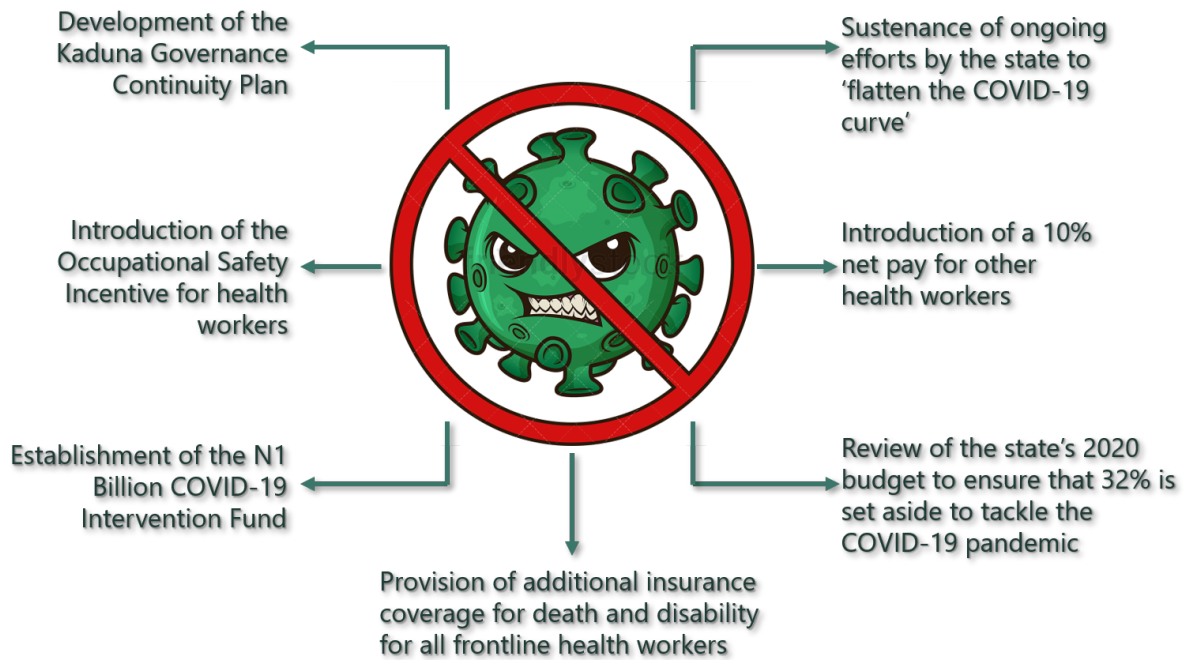 Development of the
Kaduna Governance
Continuity Plan
Sustenance of ongoing
efforts by the state to
‘flatten the COVID-19
curve’
Introduction of the
Occupational Safety
Incentive for health
workers
Introduction of a 10%
net pay for other
health workers
Establishment of the N1
Billion COVID-19
Intervention Fund
Review of the state’s 2020
budget to ensure that 32% is
set aside to tackle the
COVID-19 pandemic
Provision of additional insurance
coverage for death and disability
for all frontline health workers